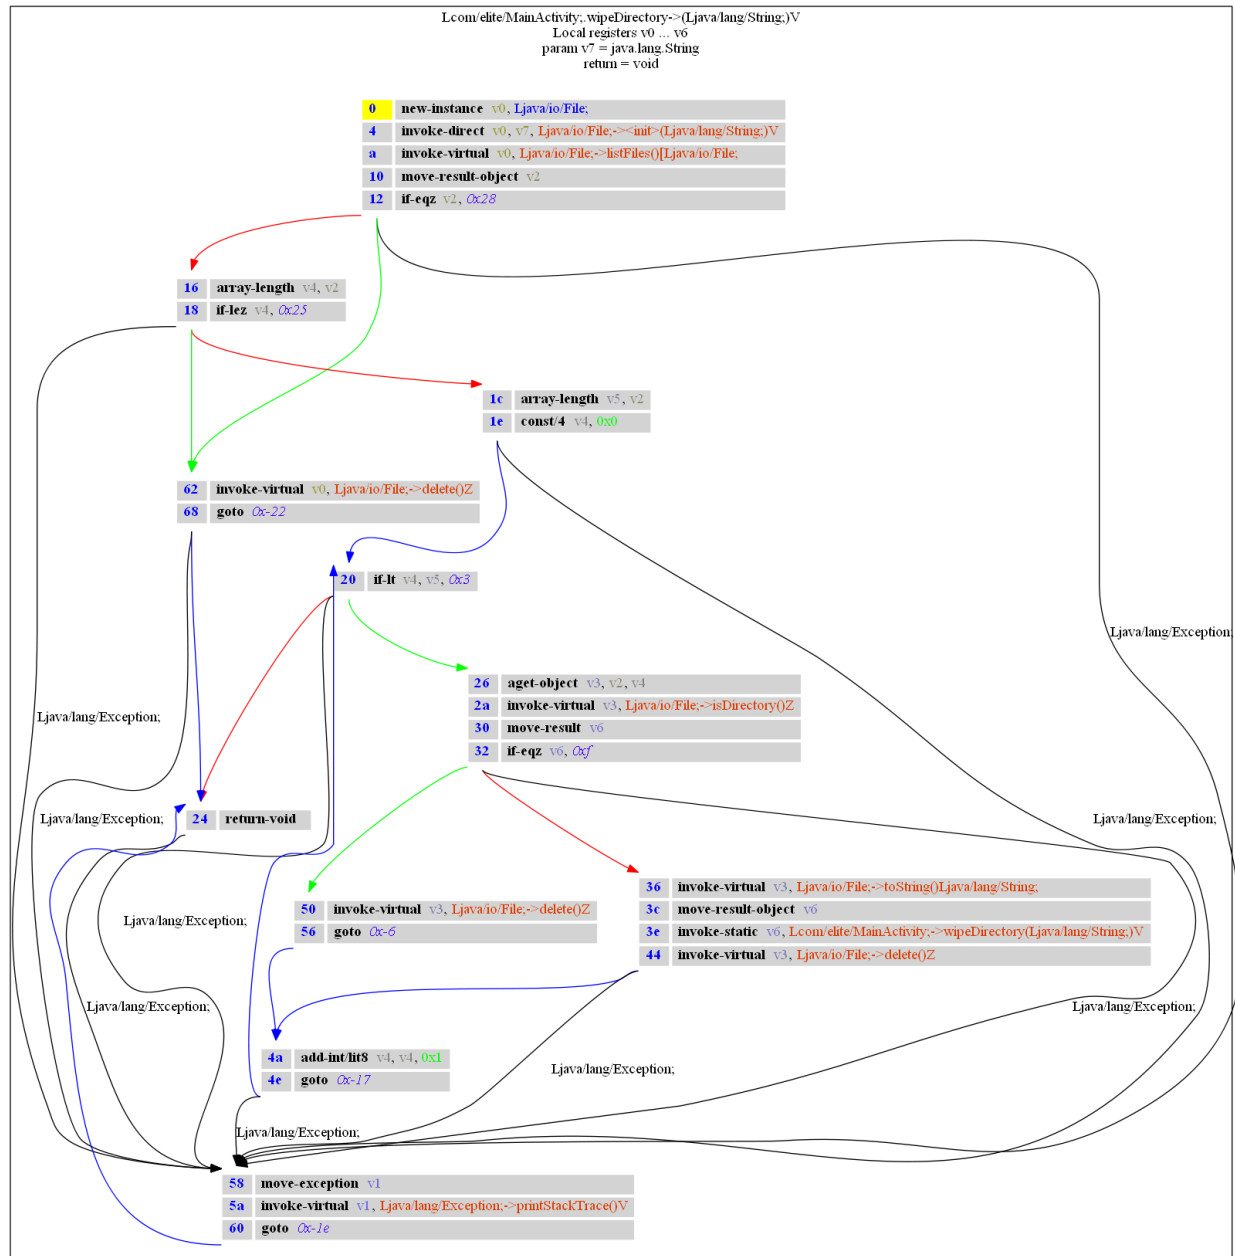 Lcom/elite/MainActivity;.wipeDirectory->(Ljava/lang/String;)V
Local registers v0 ... v6
param v7 = java.lang.String
return = void
0 new-instance v0, Ljava/io/File;
4 invoke-direct v0, v7, Ljava/io/File;-><init>(Ljava/lang/String;)V
a invoke-virtual v0, Ljava/io/File;->listFiles()[Ljava/io/File;
10 move-result-object v2
12 if-eqz v2, 0x28
16 array-length v4, v2
18 if-lez v4, 0x25
1c array-length v5, v2
1e const/4 v4, 0x0
62 invoke-virtual v0, Ljava/io/File;->delete()Z
68 goto 0x-22
20 if-lt v4, v5, 0x3
Ljava/lang/Exception;
26 aget-object v3, v2, v4
2a invoke-virtual v3, Ljava/io/File;->isDirectory()Z
30 move-result v6
32 if-eqz v6, 0xf
Ljava/lang/Exception;
Ljava/lang/Exception;
24 return-void
Ljava/lang/Exception;
36 invoke-virtual v3, Ljava/io/File;->toString()Ljava/lang/String;
3c move-result-object v6
3e invoke-static v6, Lcom/elite/MainActivity;->wipeDirectory(Ljava/lang/String;)V
44 invoke-virtual v3, Ljava/io/File;->delete()Z
50 invoke-virtual v3, Ljava/io/File;->delete()Z
56 goto 0x-6
Ljava/lang/Exception;
Ljava/lang/Exception;
Ljava/lang/Exception;
4a add-int/lit8 v4, v4, 0x1
4e goto 0x-17
Ljava/lang/Exception;
Ljava/lang/Exception;
58 move-exception v1
5a invoke-virtual v1, Ljava/lang/Exception;->printStackTrace()V
60 goto 0x-1e